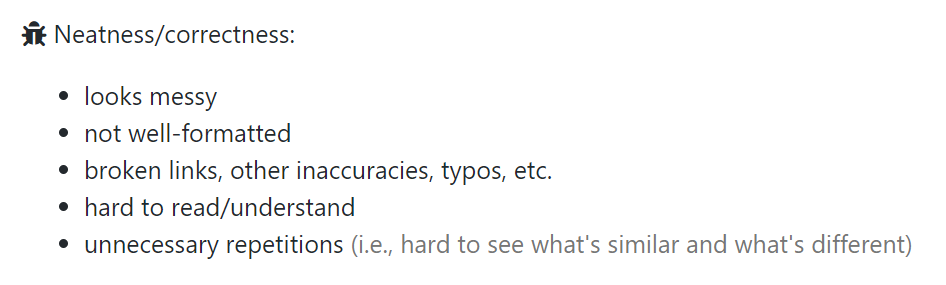 Neatness/correctness:
looks messy
not well-formatted
broken links, other inaccuracies, typos, etc.
hard to read/understand
unnecessary repetitions (i.e., hard to see what's similar and what's different)